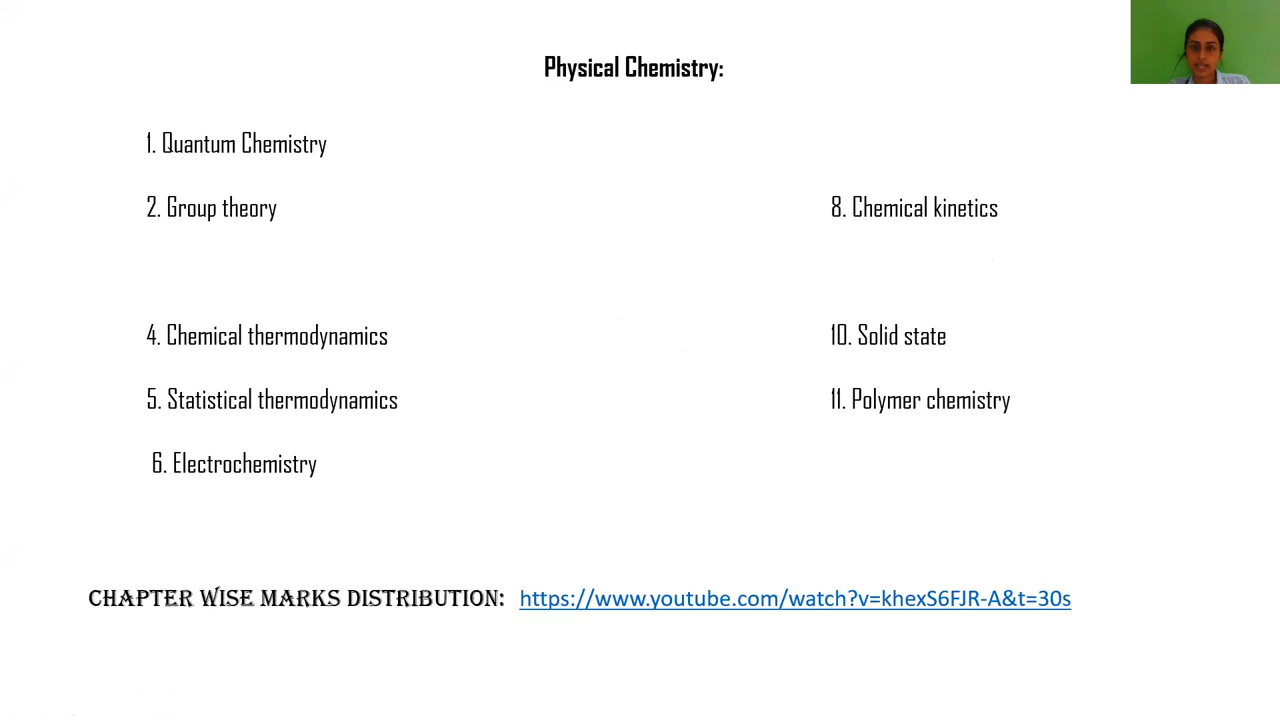 Physical Chemistry:
1. Quantum Chemistry
2. Group theory
4. Chemical thermodynamics
5. Statistical thermodynamics
6. Electrochemistry
8. Chemical kinetics
10. Solid state
11. Polymer chemistry
CHAPTER WISE MARKS DISTRIBUTION: https://www.youtube.com/watch?v=khexS6FJR-A&t=30s